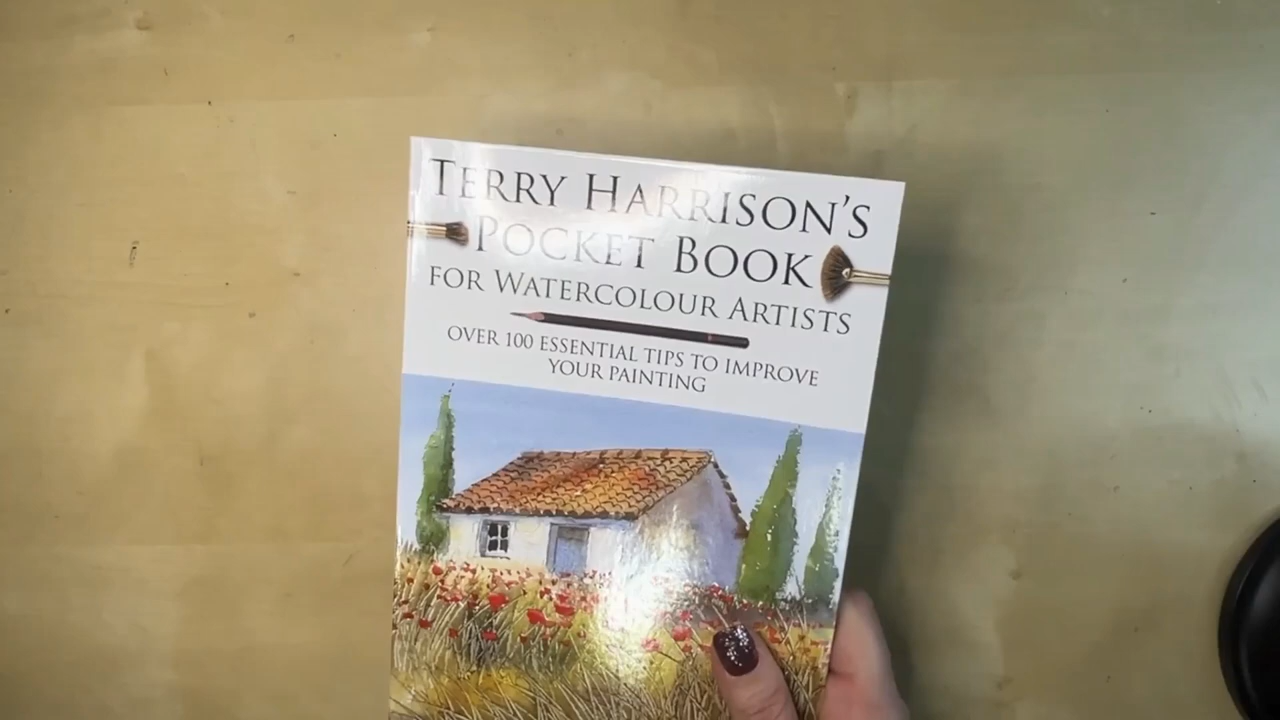 TERRY HARRISON'S
POCKET BOOK
FOR WATERCOLOUR ARTISTS
OVER 100 ESSENTIAL TIPS TO IMPROVE
YOUR PAINTING